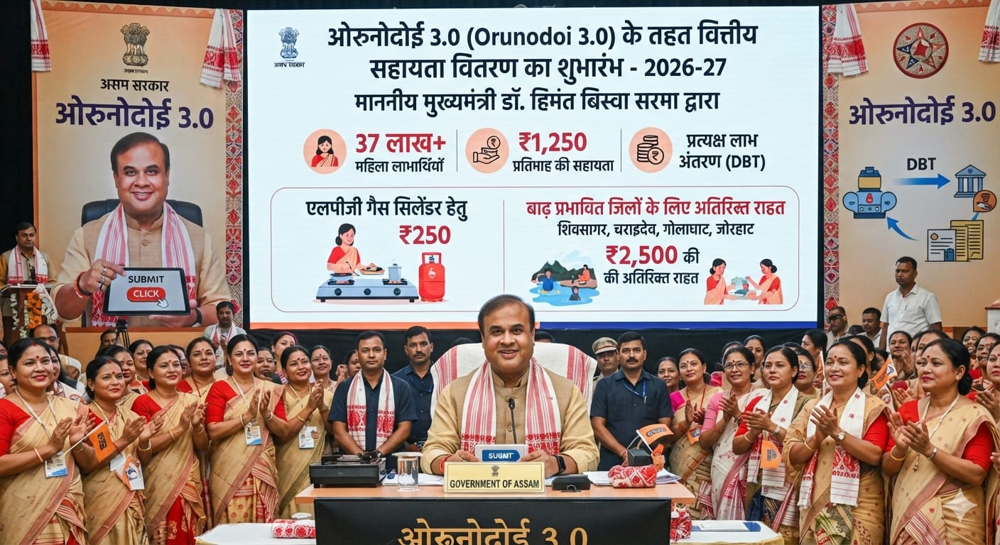 असम सरकार
ओरुनोदोई 3.0
SUBMIT
CLICK
ओरुनोदोई 3.0 (Orunodoi 3.0) के तहत वित्तीय
सहायता वितरण का शुभारंभ - 2026-27
माननीय मुख्यमंत्री डॉ. हिमंत बिस्वा सरमा द्वारा
37 लाख+
महिला लाभार्थियों
₹1,250
प्रतिमाह की सहायता
प्रत्यक्ष लाभ
अंतरण (DBT)
एलपीजी गैस सिलेंडर हेतु
₹250
बाढ़ प्रभावित जिलों के लिए अतिरिक्त राहत
शिवसागर, चराइदेव, गोलाघाट, जोरहाट
₹2,500 की
की अतिरिक्त राहत
ओरुनोदोई 3.0
DBT
GOVERNMENT OF ASSAM
ओरुनोदोई 3.0